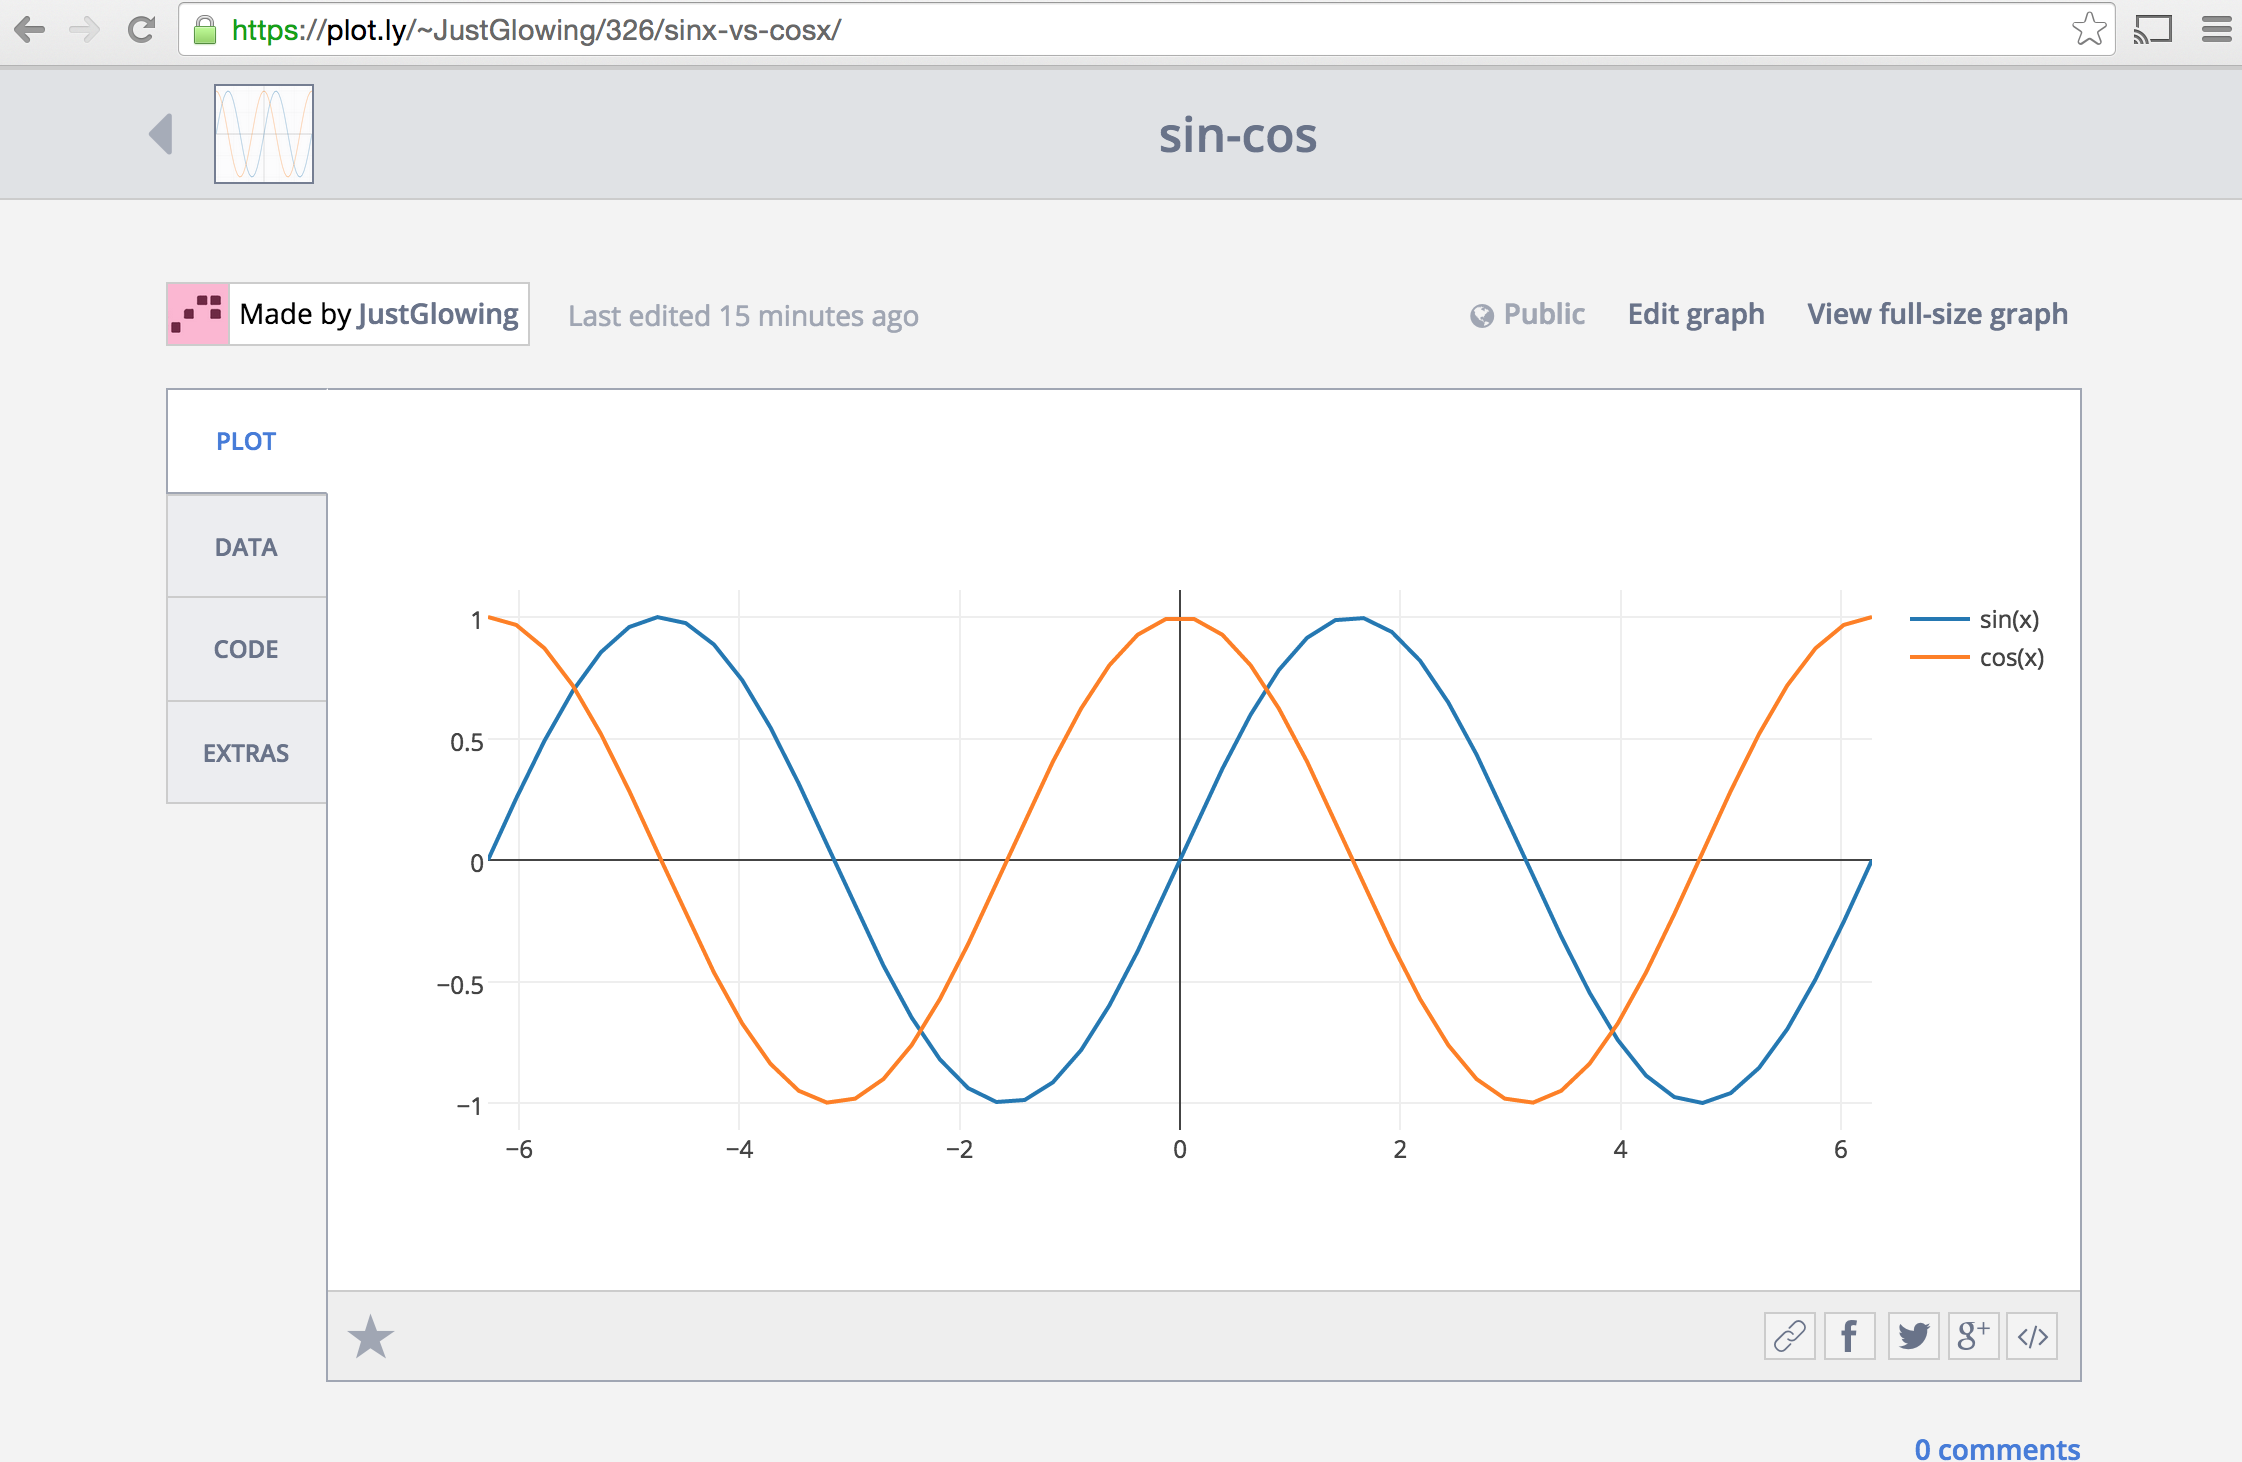 https://plot.ly/~JustGlowing/326/sinx-vs-cosx/
sin-cos
Made by JustGlowing
Last edited 15 minutes ago
Public
Edit graph
View full-size graph
PLOT
DATA
CODE
EXTRAS
1
0.5
0
−0.5
−1
−6
−4
−2
0
2
4
6
sin(x)
cos(x)
f
g+
</>
0 comments